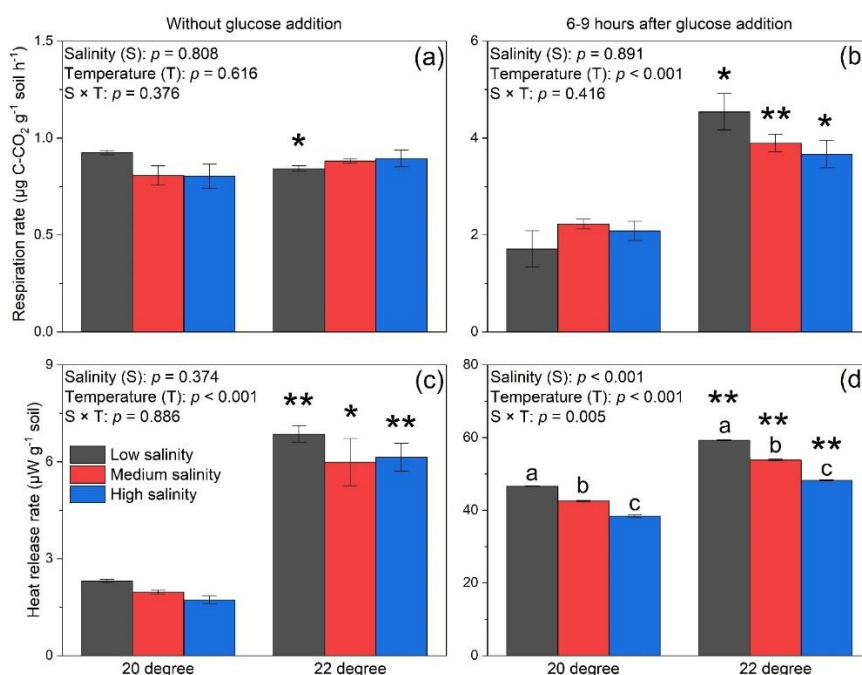 Without glucose addition
6-9 hours after glucose addition
Respiration rate (µg C-CO₂ g⁻¹ soil h⁻¹)
1.5
1.0
0.5
0.0
Salinity (S): p = 0.808
Temperature (T): p = 0.616
S × T: p = 0.376
(a)
*
6
4
2
0
Salinity (S): p = 0.891
Temperature (T): p < 0.001
S × T: p = 0.416
(b)
*
**
*
Heat release rate (µW g⁻¹ soil)
9
6
3
0
Salinity (S): p = 0.374
Temperature (T): p < 0.001
S × T: p = 0.886
(c)
Low salinity
Medium salinity
High salinity
**
*
**
20 degree
22 degree
80
60
40
20
0
Salinity (S): p < 0.001
Temperature (T): p < 0.001
S × T: p = 0.005
(d)
**
**
**
a
b
c
a
b
c
20 degree
22 degree